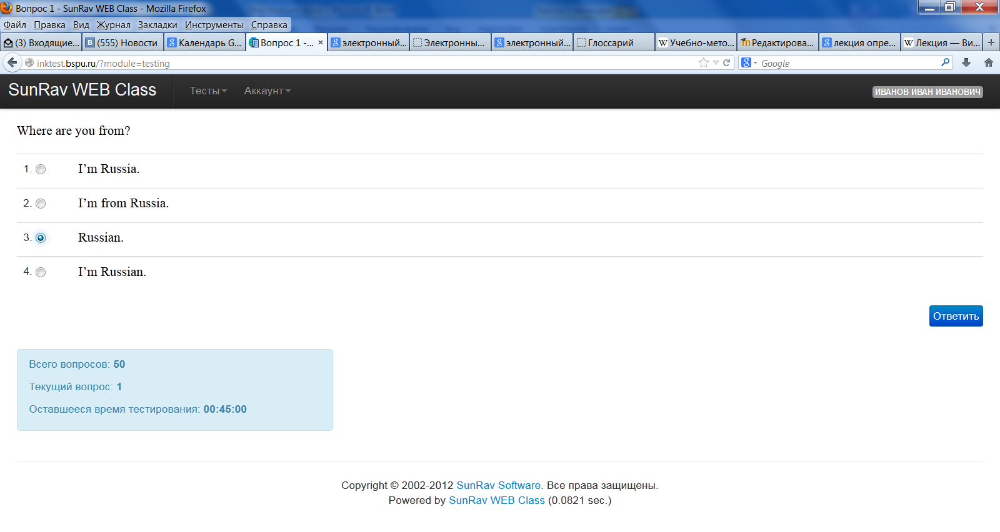 Вопрос 1 - SunRav WEB Class - Mozilla Firefox
Файл Правка Вид Журнал Закладки Инструменты Справка
(3) Входящие... (555) Новости Календарь G... Вопрос 1 -... электронный... Электронны... электронный... Глоссарий Учебно-мето... Редактирова... лекция опре... Лекция — Ви...
inktest.bspu.ru/?module=testing Google
SunRav WEB Class Тесты Аккаунт ИВАНОВ ИВАН ИВАНОВИЧ
Where are you from?
1. I’m Russia.
2. I’m from Russia.
3. Russian.
4. I’m Russian.
Ответить
Всего вопросов: 50
Текущий вопрос: 1
Оставшееся время тестирования: 00:45:00
Copyright © 2002-2012 SunRav Software. Все права защищены.
Powered by SunRav WEB Class (0.0821 sec.)